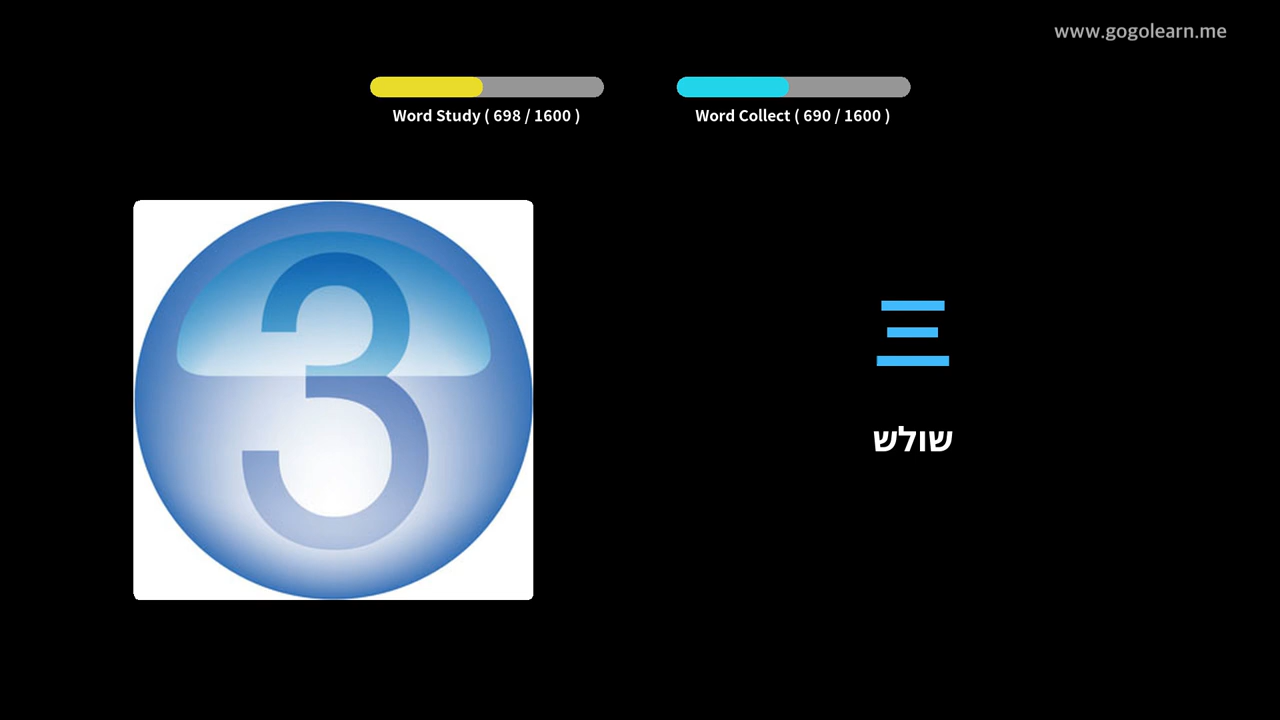 www.gogolearn.me
Word Study ( 698 / 1600 )
Word Collect ( 690 / 1600 )
3
三
שולש